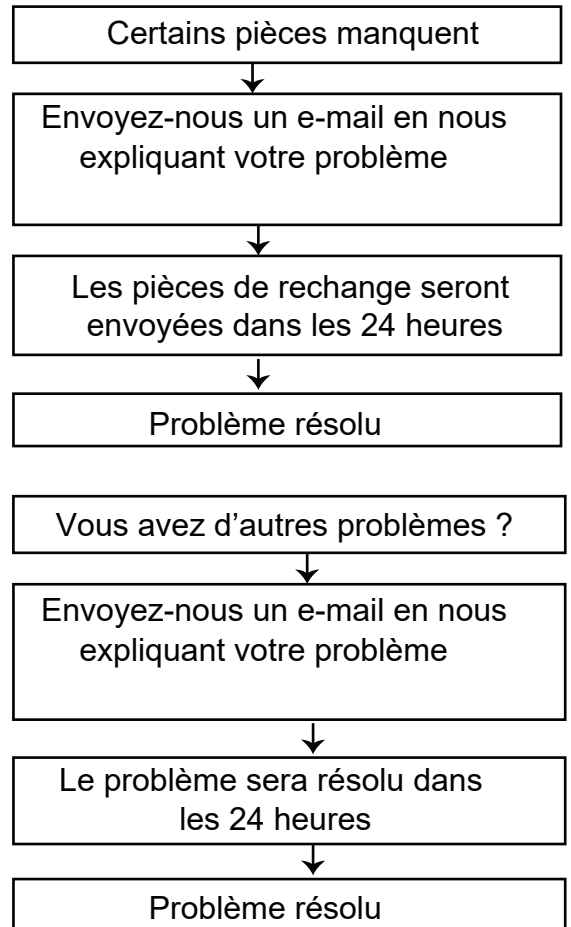 Certains pièces manquent
Envoyez-nous un e-mail en nous
expliquant votre problème
Les pièces de rechange seront
envoyées dans les 24 heures
Problème résolu
Vous avez d’autres problèmes ?
Envoyez-nous un e-mail en nous
expliquant votre problème
Le problème sera résolu dans
les 24 heures
Problème résolu